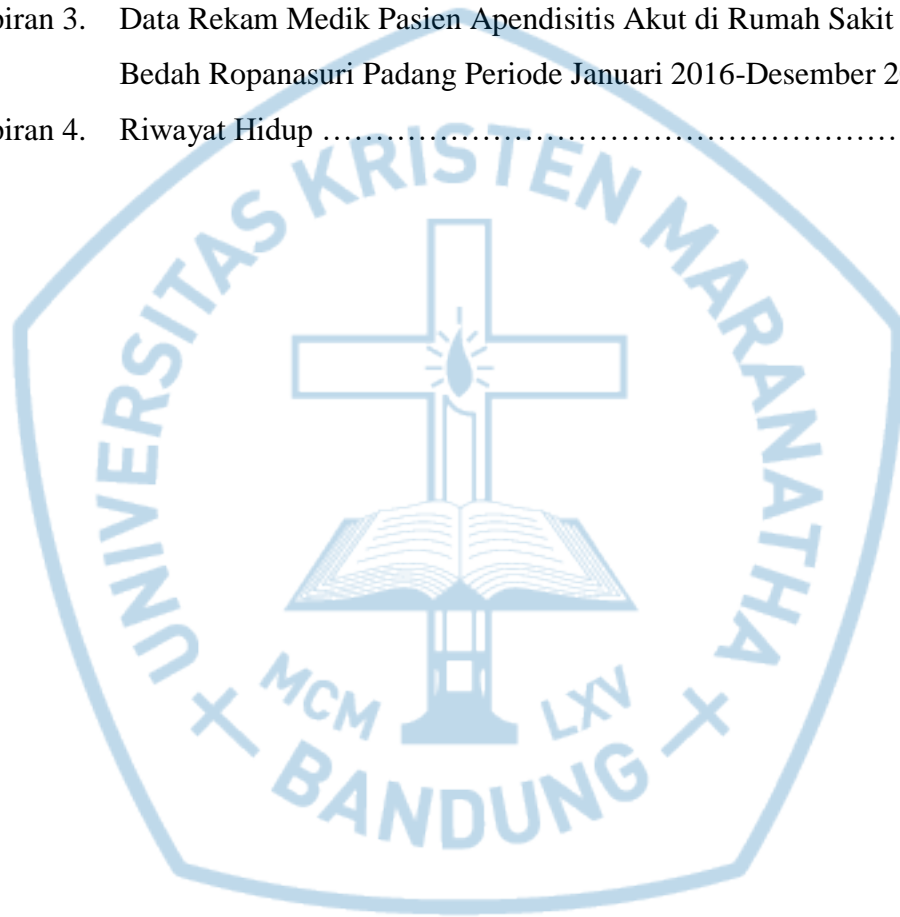 piran 3. Data Rekam Medik Pasien Apendisitis Akut di Rumah Sakit
Bedah Ropanasuri Padang Periode Januari 2016-Desember 2
piran 4. Riwayat Hidup ……………………………………………………
UNIVERSITAS KRISTEN MARANATHA
MCM LXV
BANDUNG